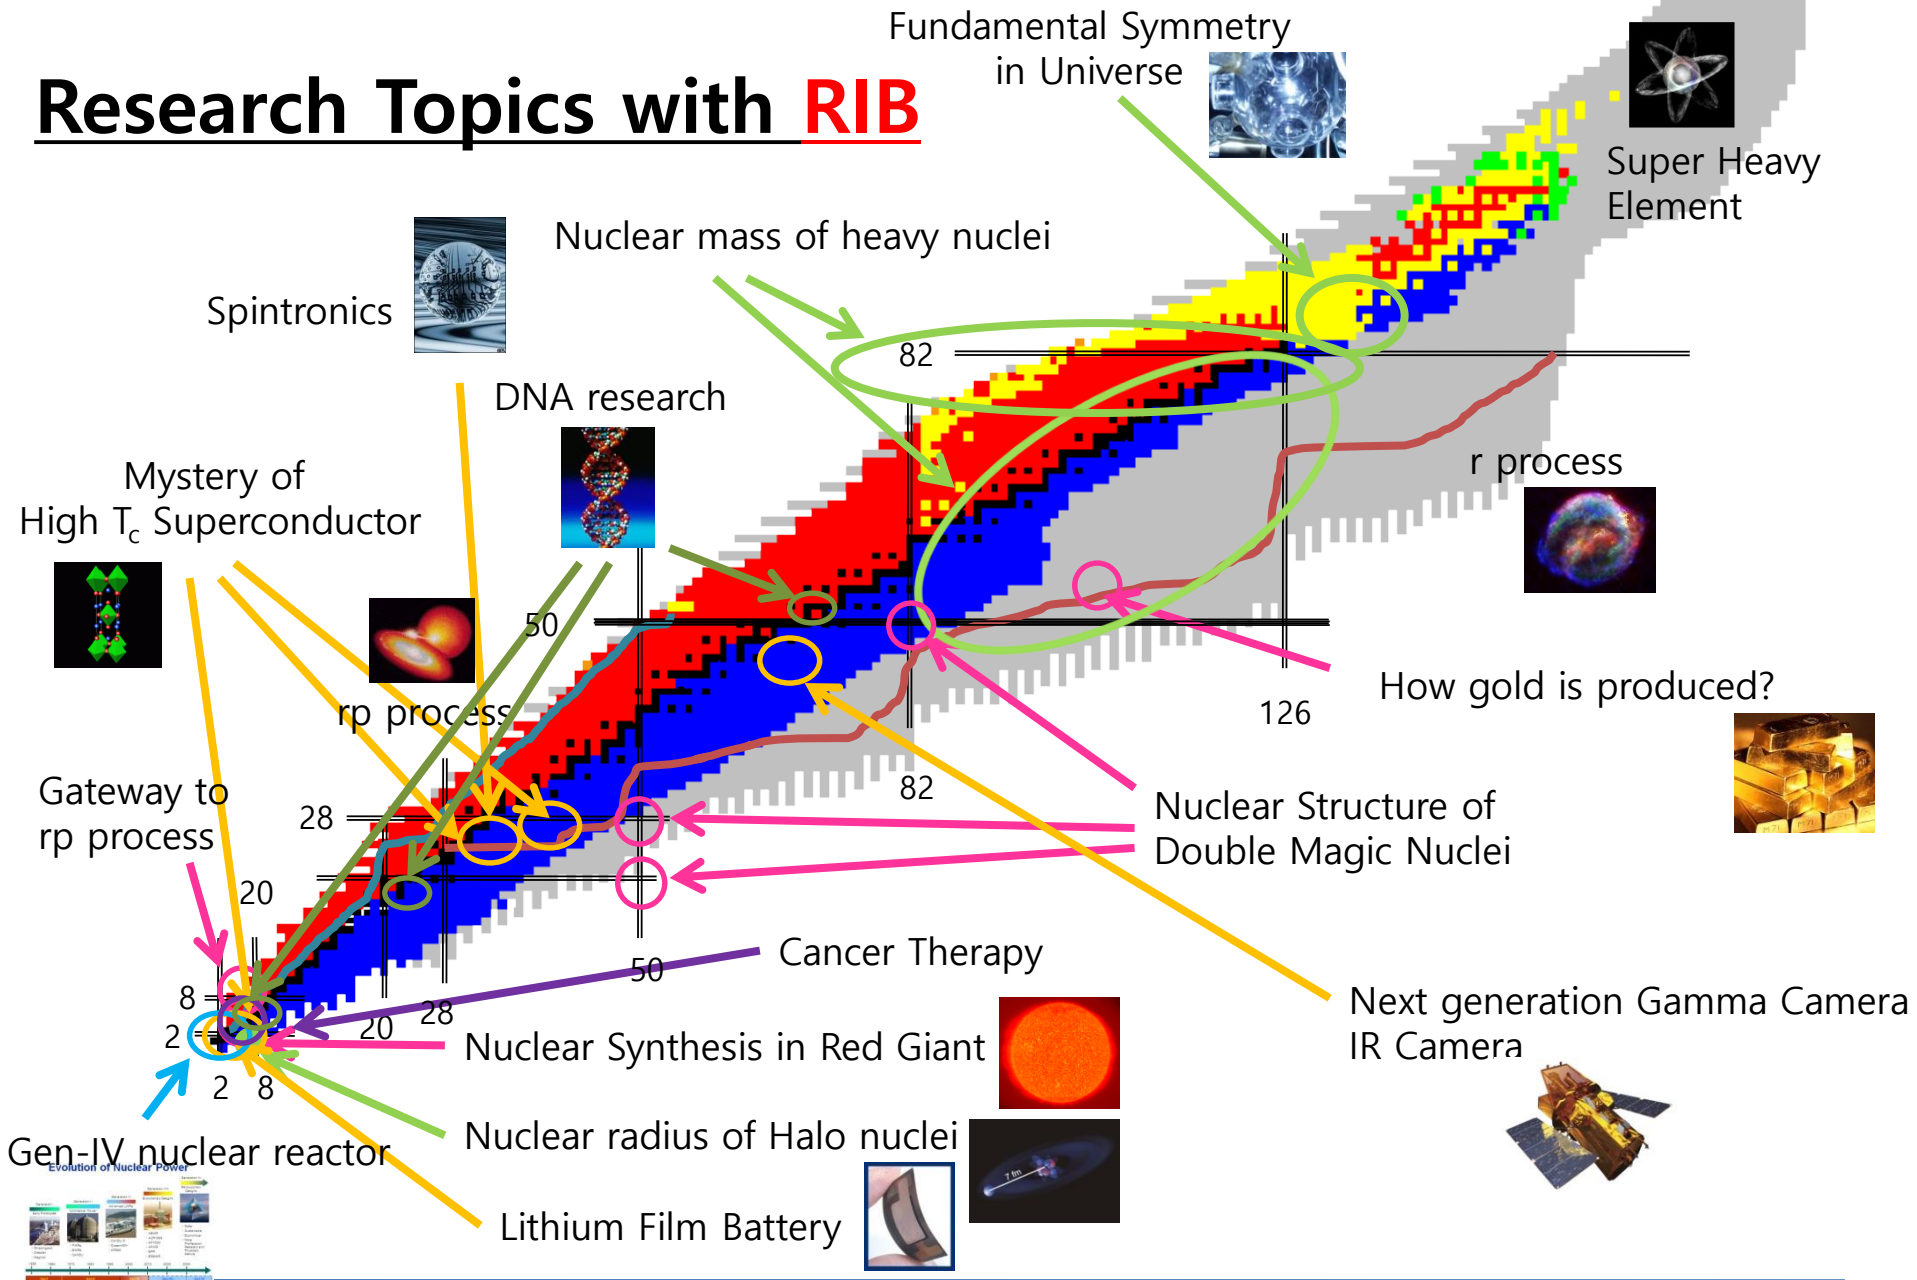 Fundamental Symmetry
in Universe
Research Topics with RIB
Super Heavy
Element
Nuclear mass of heavy nuclei
Spintronics
82
DNA research
Mystery of
High Tc Superconductor
r process
50
How gold is produced?
rp process
126
Gateway to
rp process
28
82
Nuclear Structure of
Double Magic Nuclei
20
Cancer Therapy
50
8
28
20
Next generation Gamma Camera
IR Camera
2
Nuclear Synthesis in Red Giant
2 8
Nuclear radius of Halo nuclei
7 fm
Gen-IV nuclear reactor
Evolution of Nuclear Power
Lithium Film Battery